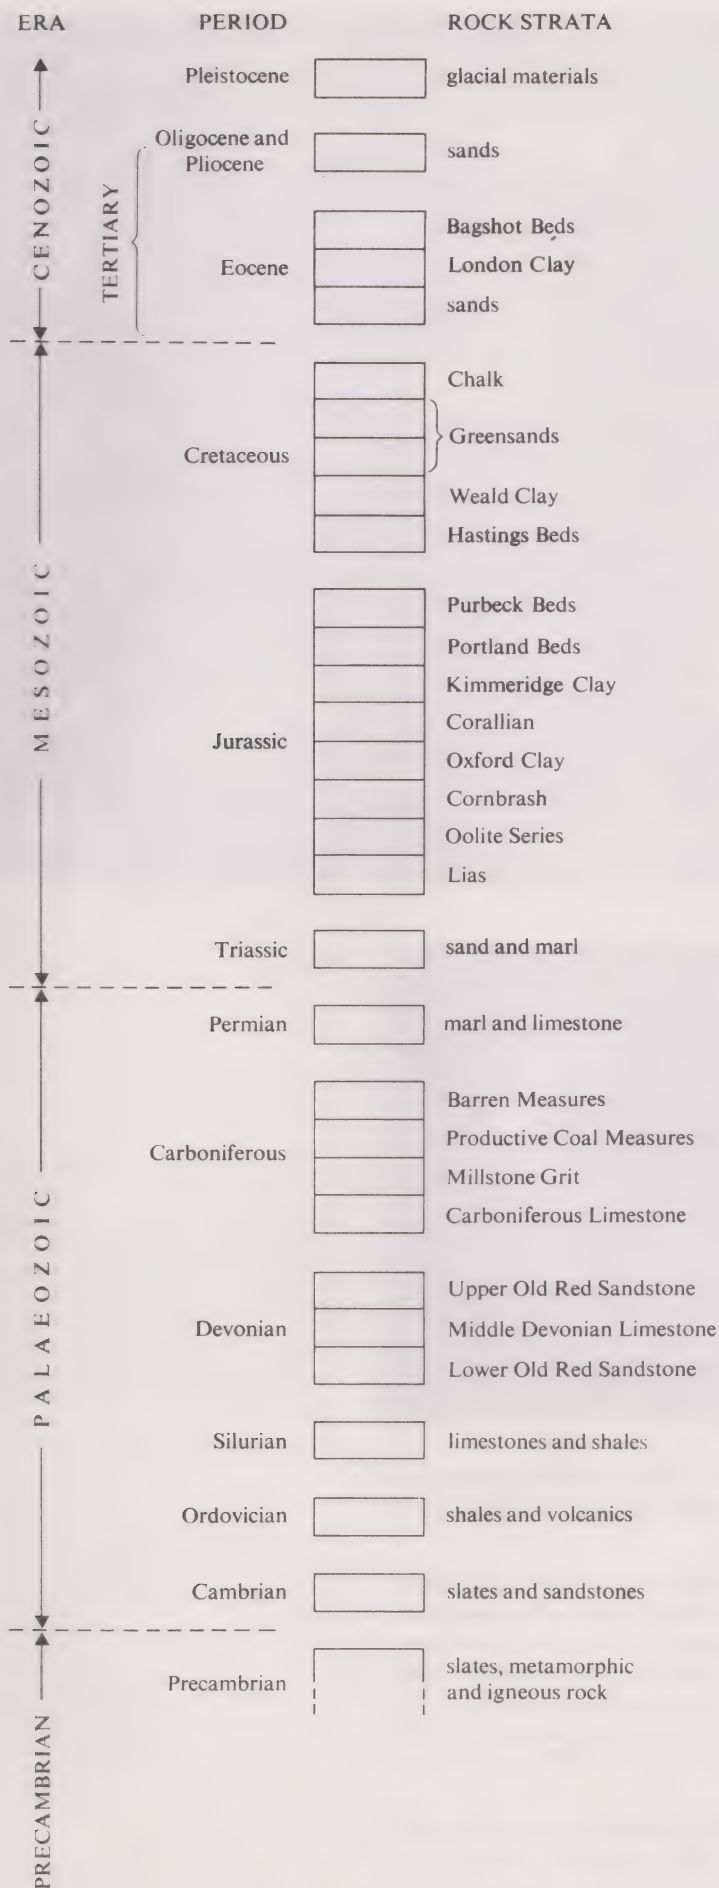 ERA PERIOD ROCK STRATA
CENOZOIC
TERTIARY
Pleistocene glacial materials
Oligocene and
Pliocene sands
Eocene
Bagshot Beds
London Clay
sands
MESOZOIC
Cretaceous
Chalk
Greensands
Weald Clay
Hastings Beds
Jurassic
Purbeck Beds
Portland Beds
Kimmeridge Clay
Corallian
Oxford Clay
Cornbrash
Oolite Series
Lias
Triassic sand and marl
PALAEOZOIC
Permian marl and limestone
Carboniferous
Barren Measures
Productive Coal Measures
Millstone Grit
Carboniferous Limestone
Devonian
Upper Old Red Sandstone
Middle Devonian Limestone
Lower Old Red Sandstone
Silurian limestones and shales
Ordovician shales and volcanics
Cambrian slates and sandstones
PRECAMBRIAN
Precambrian slates, metamorphic
and igneous rock